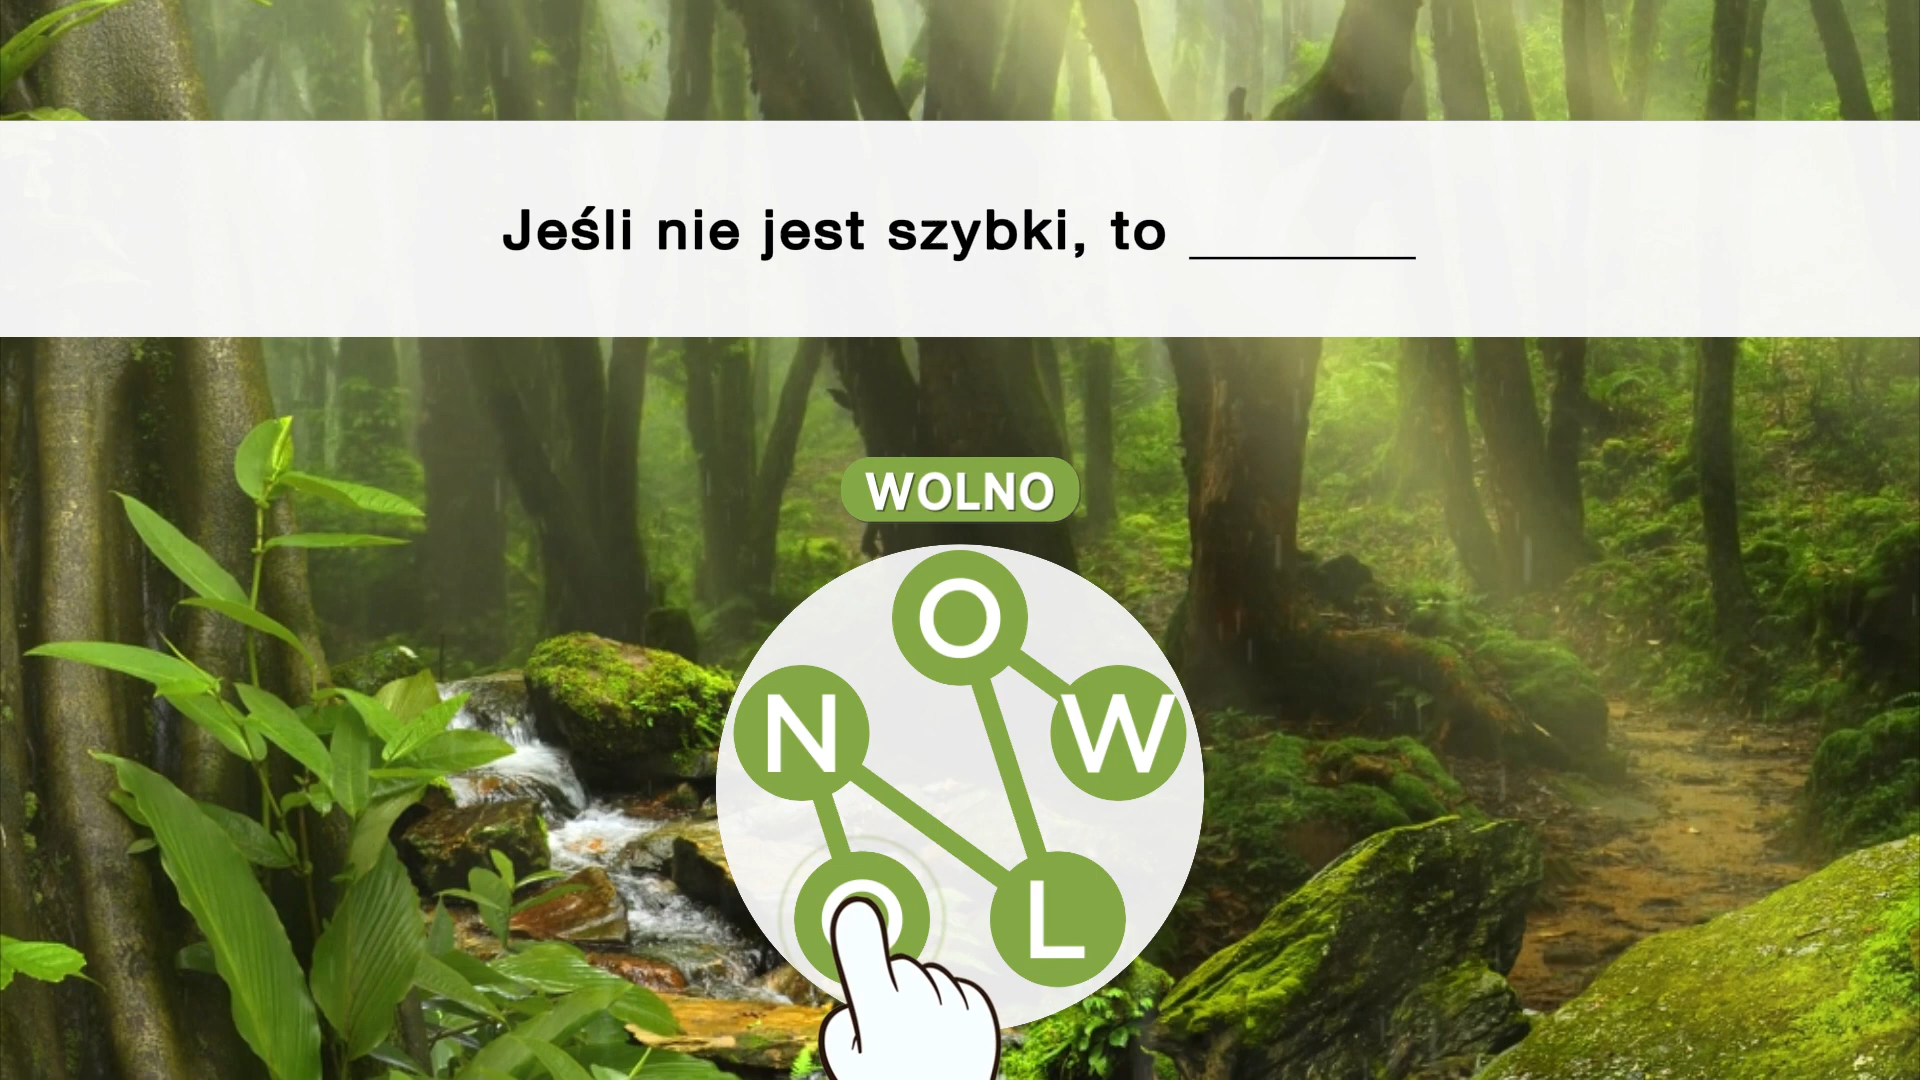 Jeśli nie jest szybki, to ________
WOLNO
O
N W
O L